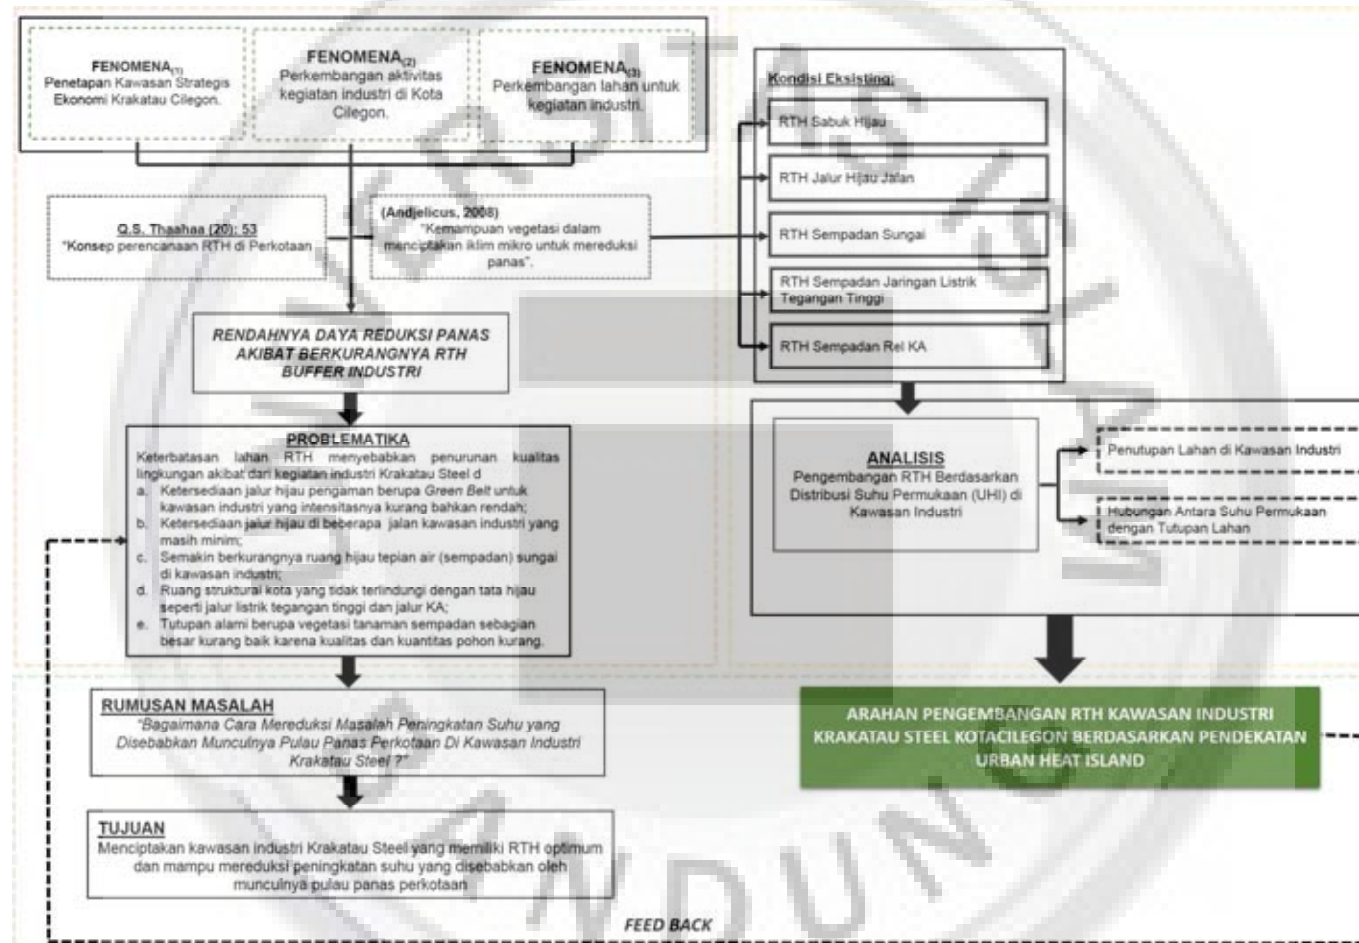 FENOMENA(1)
Penetapan Kawasan Strategis
Ekonomi Krakatau Cilegon.
FENOMENA(2)
Perkembangan aktivitas
kegiatan industri di Kota
Cilegon.
FENOMENA(3)
Perkembangan lahan untuk
kegiatan industri.
Q.S. Thaahaa (20): 53
"Konsep perencanaan RTH di Perkotaan
(Andjelicus, 2008)
"Kemampuan vegetasi dalam
menciptakan iklim mikro untuk mereduksi
panas".
RENDAHNYA DAYA REDUKSI PANAS
AKIBAT BERKURANGNYA RTH
BUFFER INDUSTRI
PROBLEMATIKA
Keterbatasan lahan RTH menyebabkan penurunan kualitas
lingkungan akibat dari kegiatan industri Krakatau Steel d
a. Ketersediaan jalur hijau pengaman berupa Green Belt untuk
kawasan industri yang intensitasnya kurang bahkan rendah;
b. Ketersediaan jalur hijau di beberapa jalan kawasan industri yang
masih minim;
c. Semakin berkurangnya ruang hijau tepian air (sempadan) sungai
di kawasan industri;
d. Ruang struktural kota yang tidak terlindungi dengan tata hijau
seperti jalur listrik tegangan tinggi dan jalur KA;
e. Tutupan alami berupa vegetasi tanaman sempadan sebagian
besar kurang baik karena kualitas dan kuantitas pohon kurang.
RUMUSAN MASALAH
"Bagaimana Cara Mereduksi Masalah Peningkatan Suhu yang
Disebabkan Munculnya Pulau Panas Perkotaan Di Kawasan Industri
Krakatau Steel ?"
TUJUAN
Menciptakan kawasan industri Krakatau Steel yang memiliki RTH optimum
dan mampu mereduksi peningkatan suhu yang disebabkan oleh
munculnya pulau panas perkotaan
Kondisi Eksisting:
RTH Sabuk Hijau
RTH Jalur Hijau Jalan
RTH Sempadan Sungai
RTH Sempadan Jaringan Listrik
Tegangan Tinggi
RTH Sempadan Rel KA
ANALISIS
Pengembangan RTH Berdasarkan
Distribusi Suhu Permukaan (UHI) di
Kawasan Industri
Penutupan Lahan di Kawasan Industri
Hubungan Antara Suhu Permukaan
dengan Tutupan Lahan
ARAHAN PENGEMBANGAN RTH KAWASAN INDUSTRI
KRAKATAU STEEL KOTACILEGON BERDASARKAN PENDEKATAN
URBAN HEAT ISLAND
FEED BACK